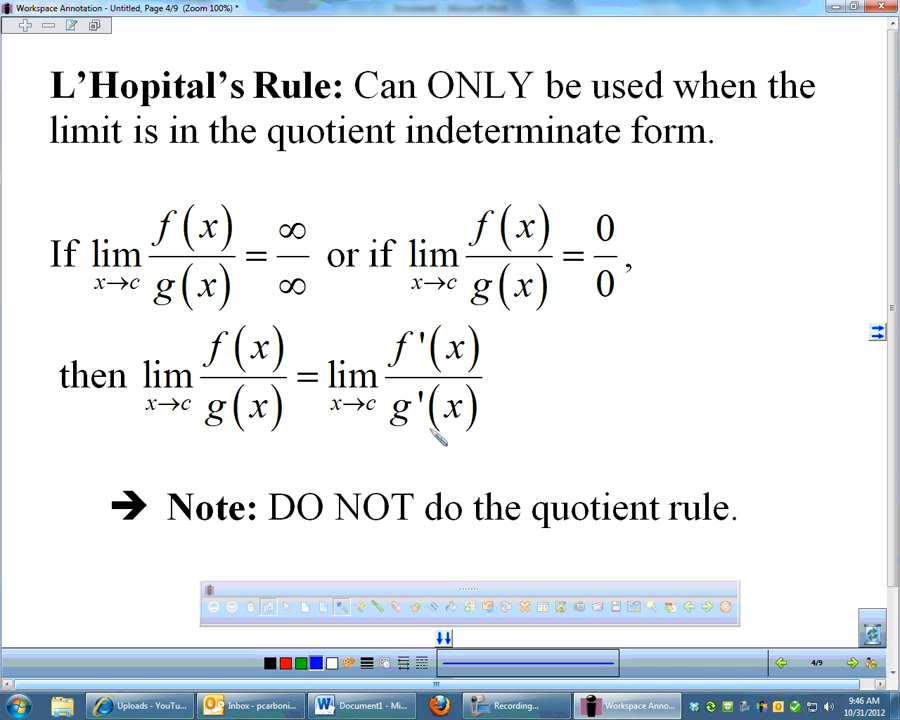 Workspace Annotation - Untitled, Page 4/9 (Zoom 100%) *
L'Hopital's Rule: Can ONLY be used when the
limit is in the quotient indeterminate form.
If lim x→c f(x)/g(x) = ∞/∞ or if lim x→c f(x)/g(x) = 0/0,
then lim x→c f(x)/g(x) = lim x→c f'(x)/g'(x)
➔ Note: DO NOT do the quotient rule.
4/9
Uploads - YouTu...
Inbox - pcarboni...
Document1 - Mi...
Recording...
Workspace Anno...
9:46 AM
10/31/2012